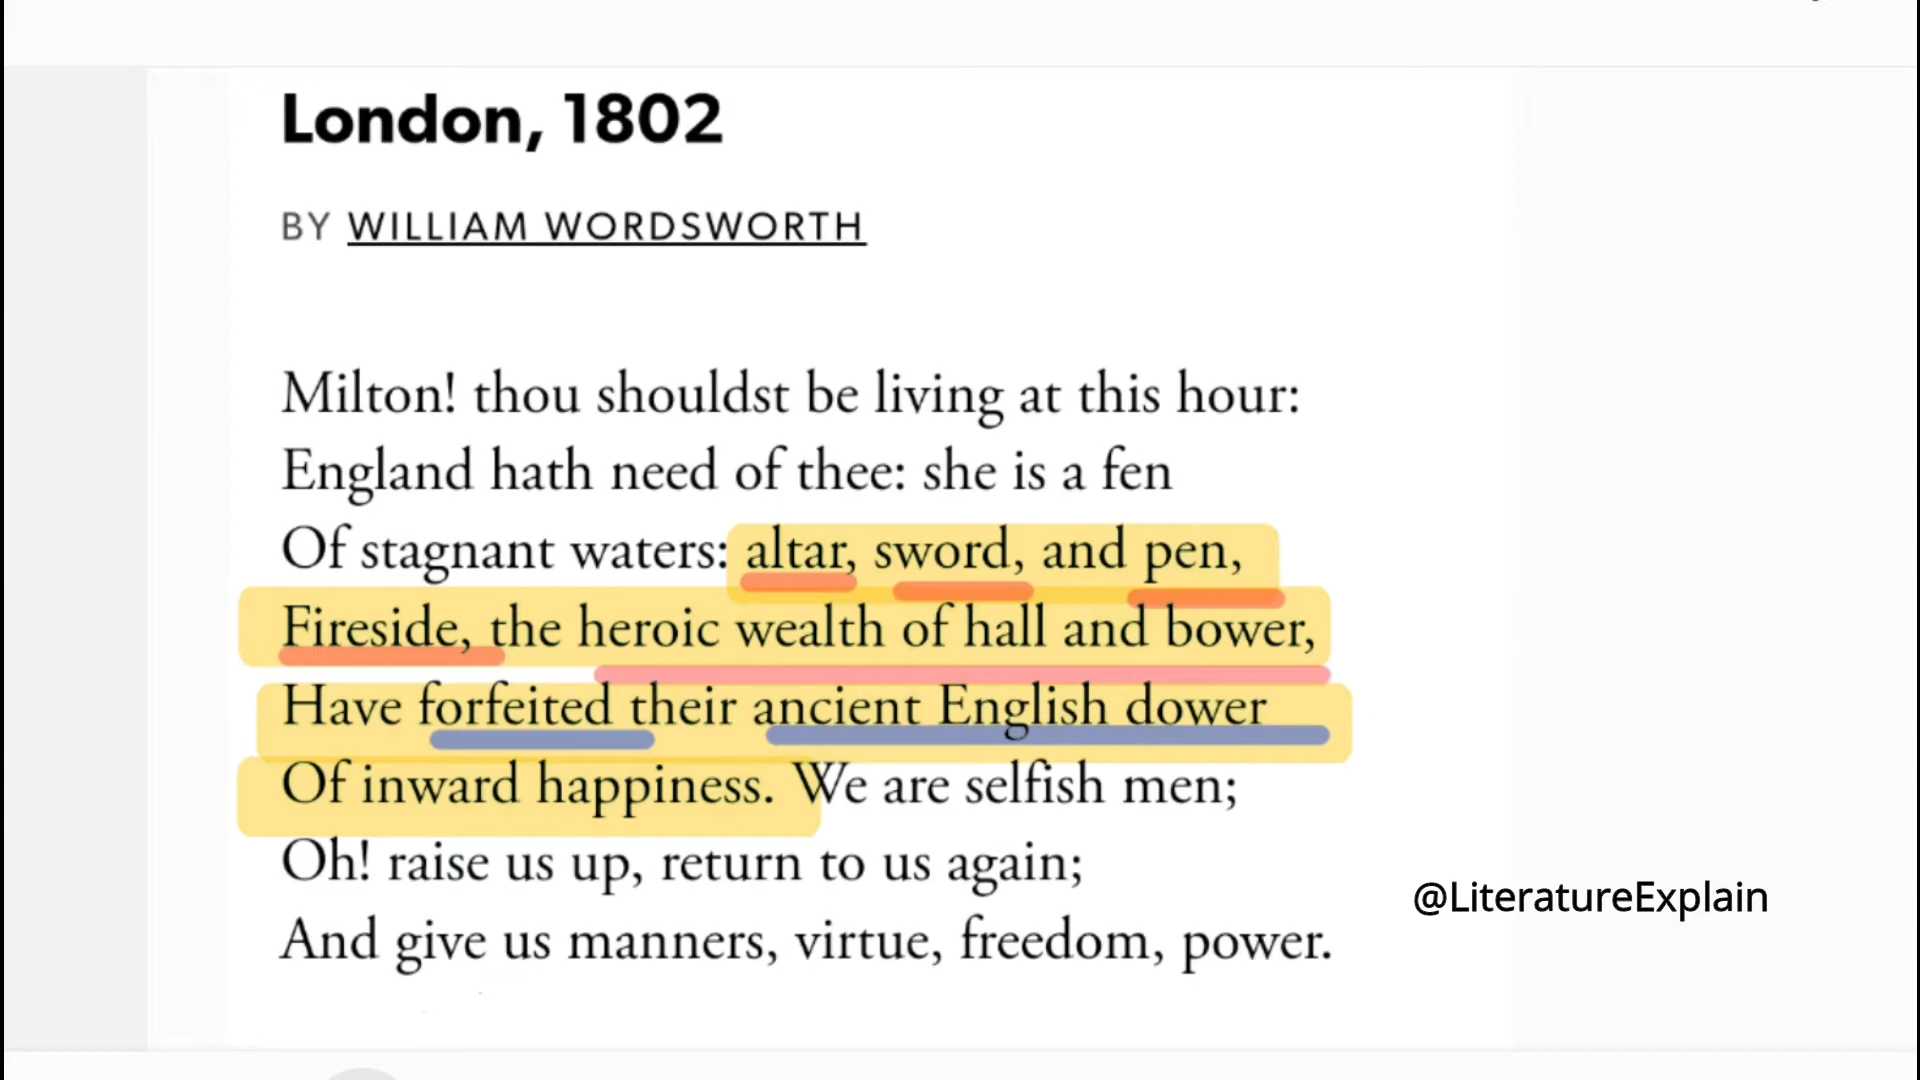 London, 1802
BY WILLIAM WORDSWORTH
Milton! thou shouldst be living at this hour:
England hath need of thee: she is a fen
Of stagnant waters: altar, sword, and pen,
Fireside, the heroic wealth of hall and bower,
Have forfeited their ancient English dower
Of inward happiness. We are selfish men;
Oh! raise us up, return to us again;
And give us manners, virtue, freedom, power.
@LiteratureExplain